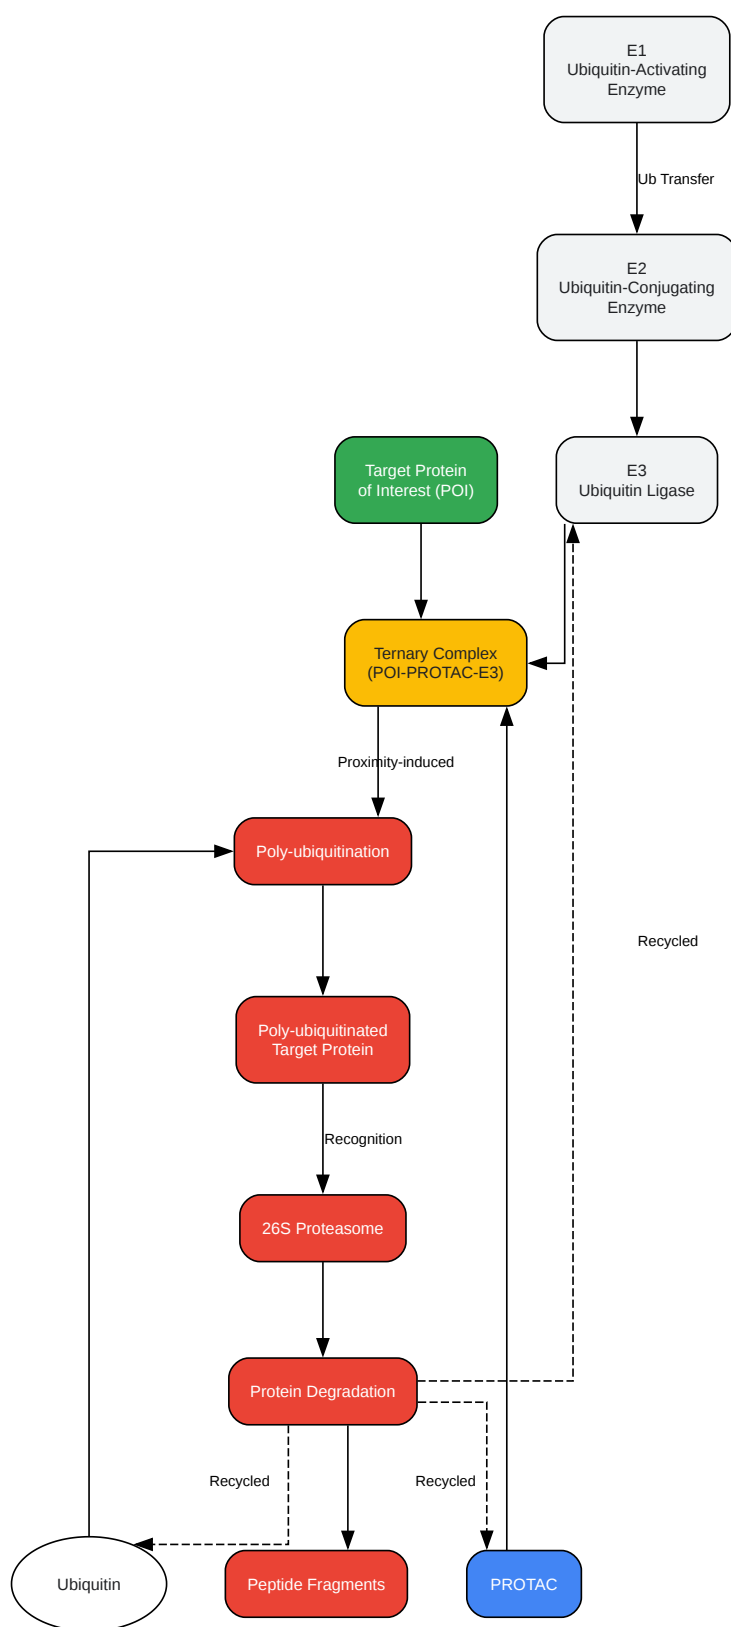 E1
Ubiquitin-Activating
Enzyme
Ub Transfer
E2
Ubiquitin-Conjugating
Enzyme
Target Protein
of Interest (POI)
E3
Ubiquitin Ligase
Ternary Complex
(POI-PROTAC-E3)
Proximity-induced
Poly-ubiquitination
Recycled
Poly-ubiquitinated
Target Protein
Recognition
26S Proteasome
Protein Degradation
Recycled
Recycled
Ubiquitin
Peptide Fragments
PROTAC